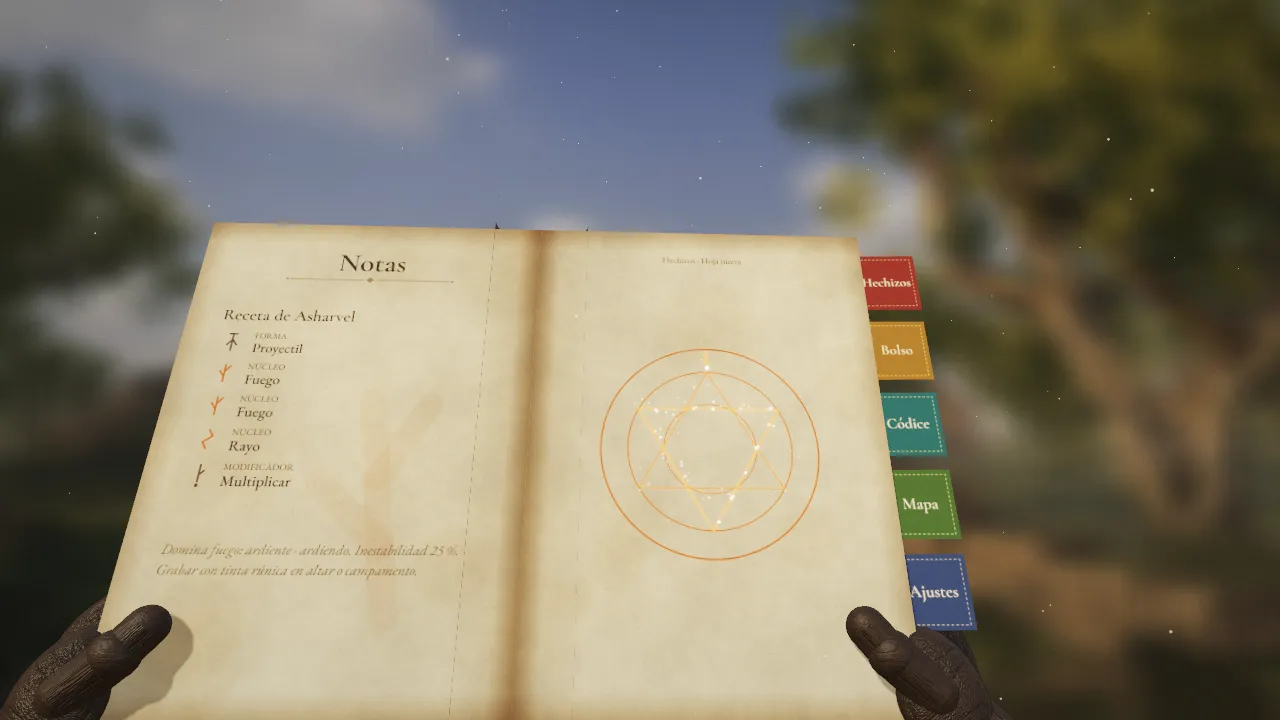 Notas
Receta de Asharvel
FORMA
Proyectil
NÚCLEO
Fuego
NÚCLEO
Fuego
NÚCLEO
Rayo
MODIFICADOR
Multiplicar
Domina fuego: ardiente · ardiendo. Inestabilidad 25 %.
Grabar con tinta rúnica en altar o campamento.
Hechizos · Hoja nueva
Hechizos
Bolso
Códice
Mapa
Ajustes